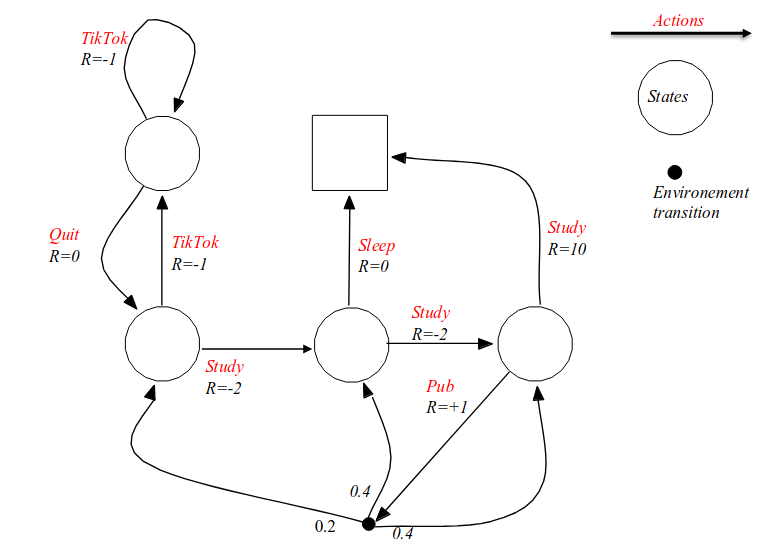 Actions
TikTok
R=-1
States
Environement
transition
Quit
R=0
TikTok
R=-1
Sleep
R=0
Study
R=10
Study
R=-2
Study
R=-2
Pub
R=+1
0.4
0.2
0.4